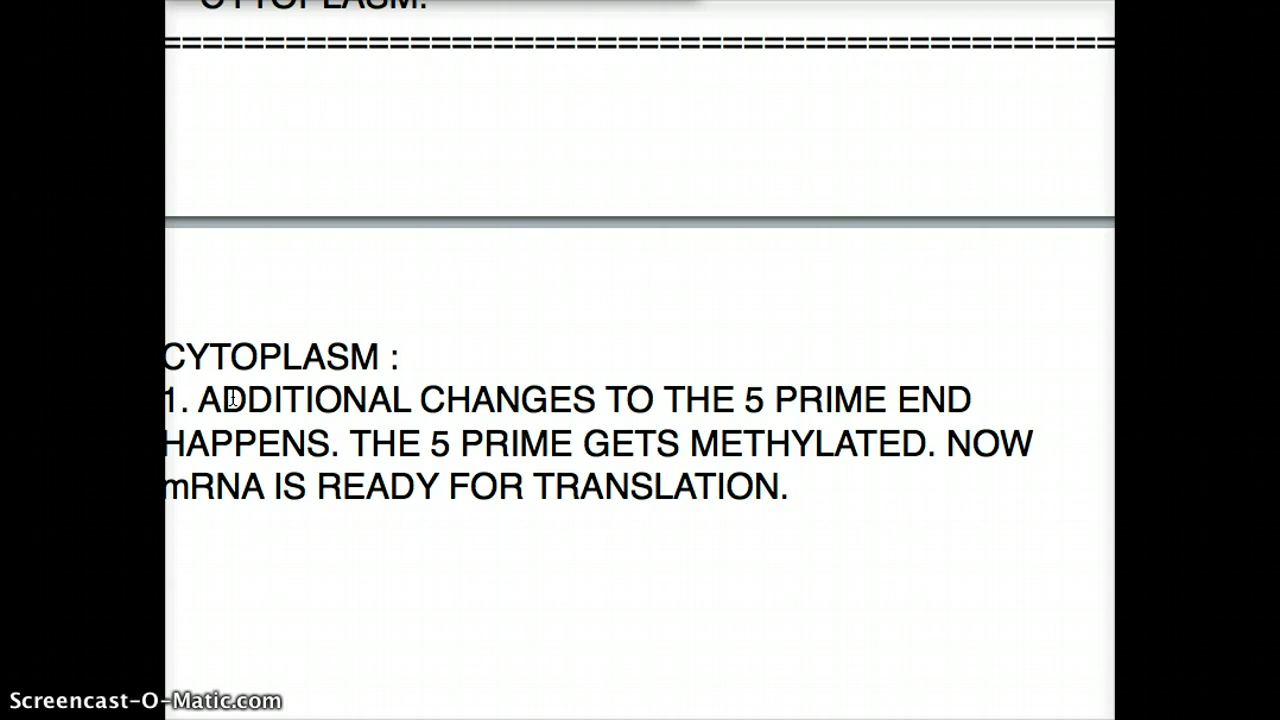 CYTOPLASM.
==================================================
CYTOPLASM :
1. ADDITIONAL CHANGES TO THE 5 PRIME END
HAPPENS. THE 5 PRIME GETS METHYLATED. NOW
mRNA IS READY FOR TRANSLATION.
Screencast-O-Matic.com